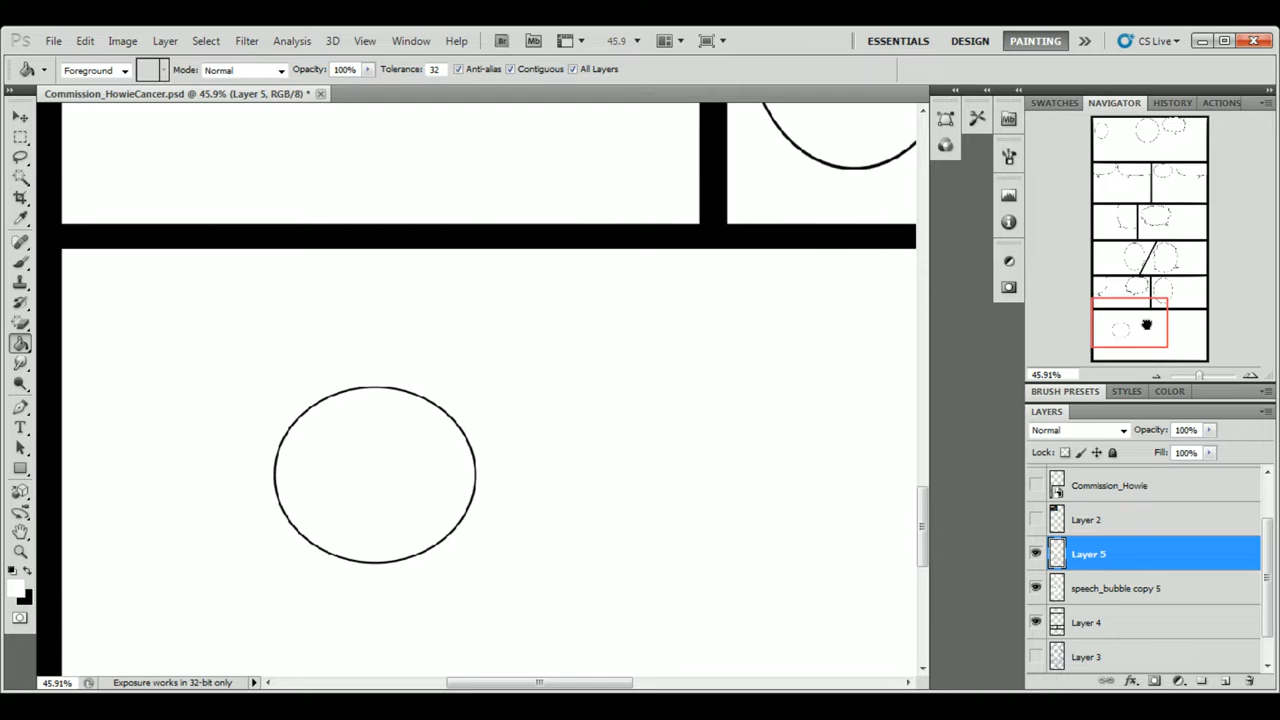 Ps File Edit Image Layer Select Filter Analysis 3D View Window Help Br Mb 45.9 ESSENTIALS DESIGN PAINTING CS Live
Foreground Mode: Normal Opacity: 100% Tolerance: 32 Anti-alias Contiguous All Layers
Commission_HowieCancer.psd @ 45.9% (Layer 5, RGB/8) *
SWATCHES NAVIGATOR HISTORY ACTIONS
Mb
45.91%
BRUSH PRESETS STYLES COLOR
LAYERS
Normal Opacity: 100%
Lock: Fill: 100%
Commission_Howie
Layer 2
Layer 5
speech_bubble copy 5
Layer 4
Layer 3
45.91% Exposure works in 32-bit only